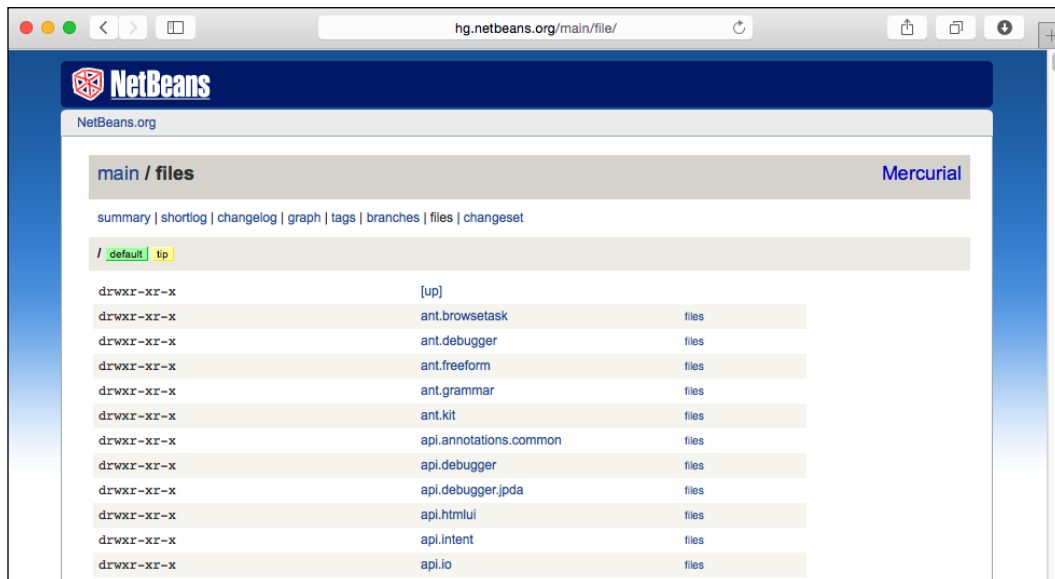 hg.netbeans.org/main/file/
NetBeans
NetBeans.org
main / files Mercurial
summary | shortlog | changelog | graph | tags | branches | files | changeset
/ default tip
drwxr-xr-x [up]
drwxr-xr-x ant.browsetask files
drwxr-xr-x ant.debugger files
drwxr-xr-x ant.freeform files
drwxr-xr-x ant.grammar files
drwxr-xr-x ant.kit files
drwxr-xr-x api.annotations.common files
drwxr-xr-x api.debugger files
drwxr-xr-x api.debugger.jpda files
drwxr-xr-x api.htmlui files
drwxr-xr-x api.intent files
drwxr-xr-x api.io files